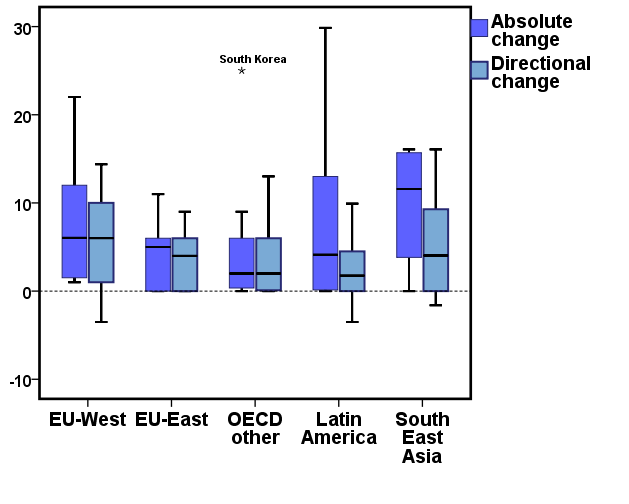 30
20
10
0
-10
South Korea
*
Absolute
change
Directional
change
EU-West
EU-East
OECD
other
Latin
America
South
East
Asia